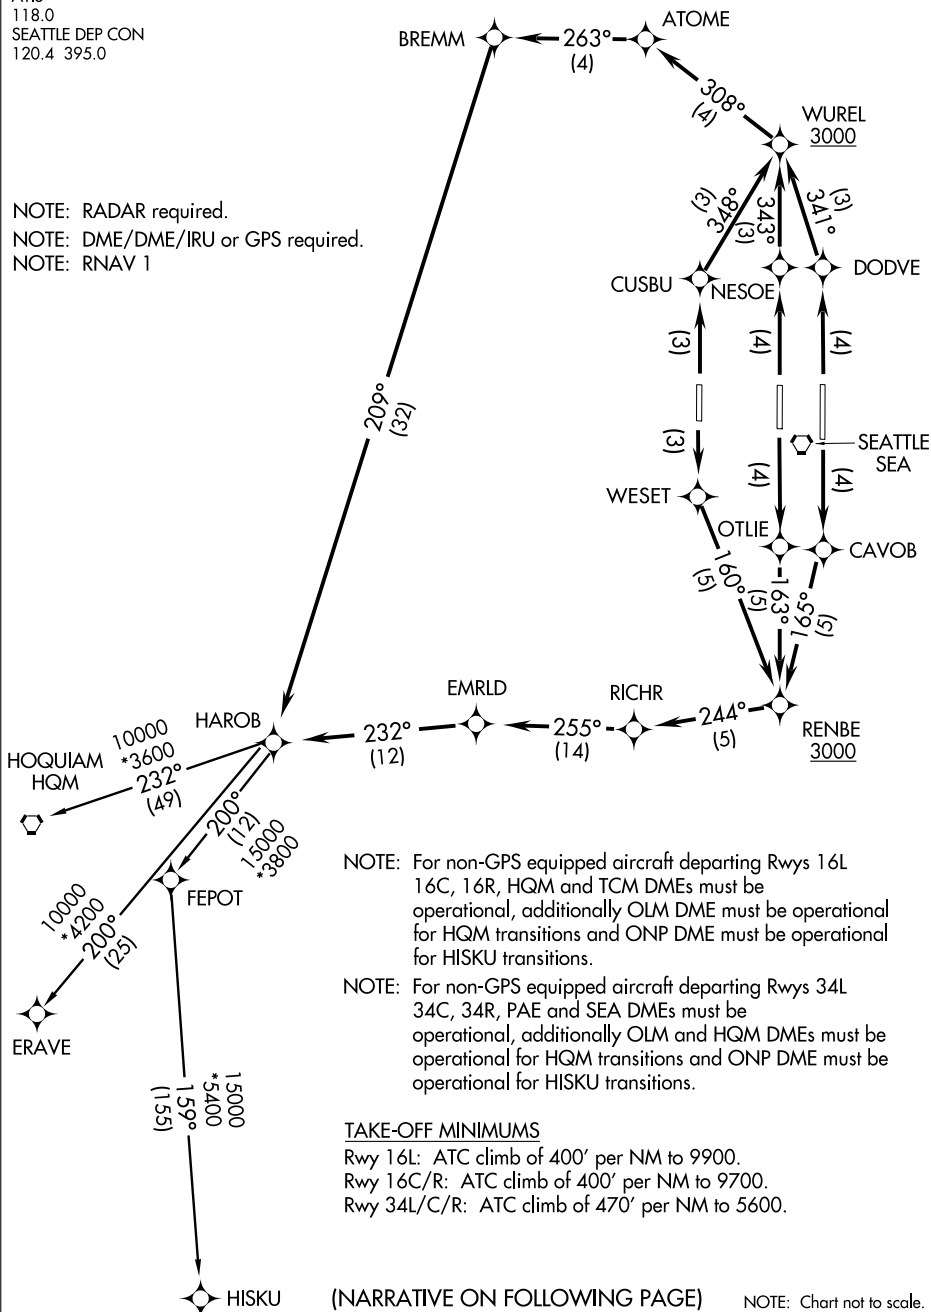 118.0
SEATTLE DEP CON
120.4 395.0
BREMM
263°
(4)
ATOME
308°
(4)
WUREL
3000
NOTE: RADAR required.
NOTE: DME/DME/IRU or GPS required.
NOTE: RNAV 1
(3)
348°
(3)
343°
(3)
341°
CUSBU
NESOE
DODVE
(3)
(4)
(4)
209°
(32)
SEATTLE
SEA
(3)
(4)
(4)
WESET
OTLIE
CAVOB
160°
(5)
(5)
163°
165°
(5)
EMRLD
RICHR
HAROB
232°
(12)
255°
(14)
244°
(5)
RENBE
3000
HOQUIAM
HQM
10000
*3600
232°
(49)
200°
(12)
15000
*3800
FEPOT
10000
*4200
200°
(25)
ERAVE
15000
*5400
159°
(155)
HISKU
NOTE: For non-GPS equipped aircraft departing Rwys 16L
16C, 16R, HQM and TCM DMEs must be
operational, additionally OLM DME must be operational
for HQM transitions and ONP DME must be operational
for HISKU transitions.
NOTE: For non-GPS equipped aircraft departing Rwys 34L
34C, 34R, PAE and SEA DMEs must be
operational, additionally OLM and HQM DMEs must be
operational for HQM transitions and ONP DME must be
operational for HISKU transitions.
TAKE-OFF MINIMUMS
Rwy 16L: ATC climb of 400' per NM to 9900.
Rwy 16C/R: ATC climb of 400' per NM to 9700.
Rwy 34L/C/R: ATC climb of 470' per NM to 5600.
(NARRATIVE ON FOLLOWING PAGE)
NOTE: Chart not to scale.